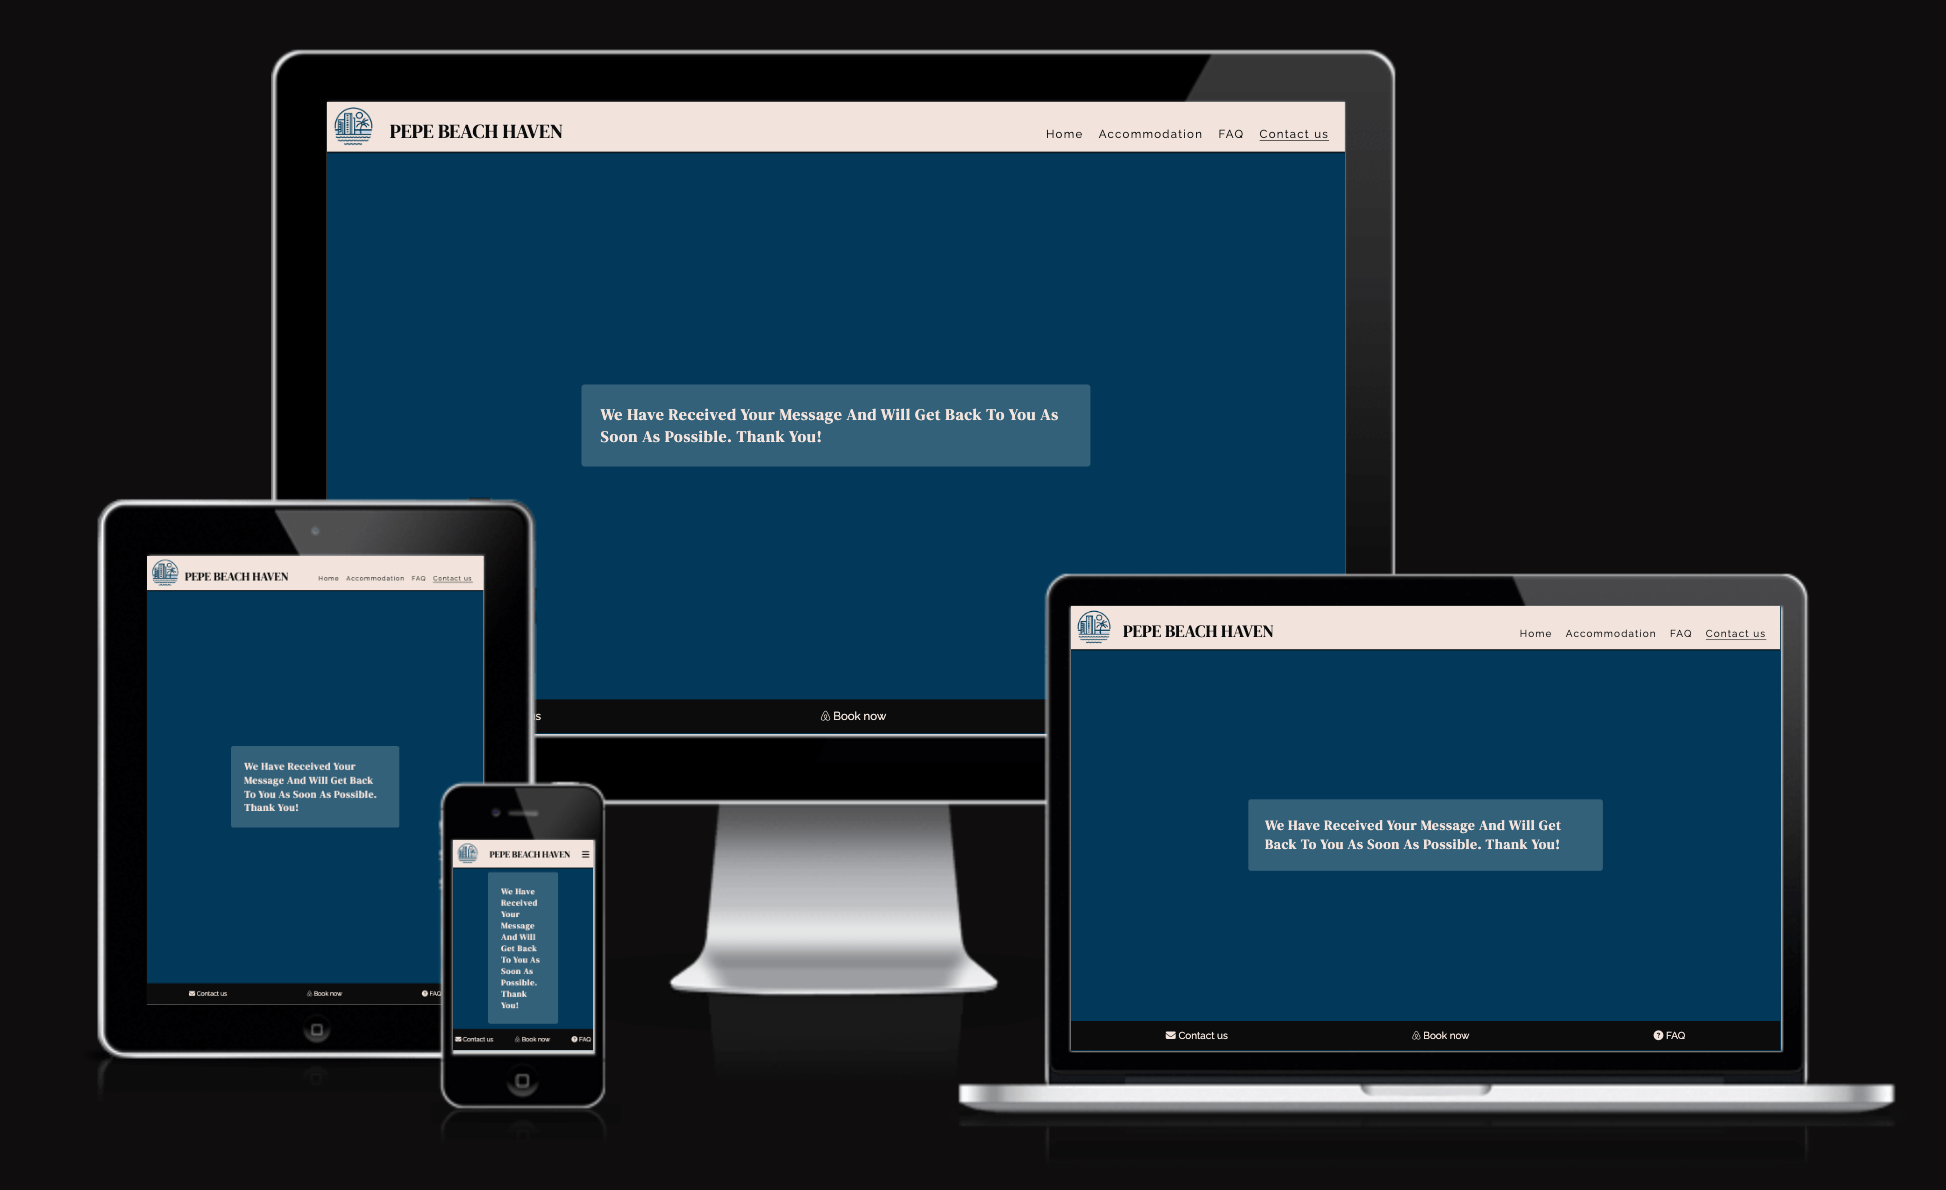 PEPE BEACH HAVEN
Home Accommodation FAQ Contact us
We Have Received Your Message And Will Get Back To You As
Soon As Possible. Thank You!
Book now
PEPE BEACH HAVEN
Home Accommodation FAQ Contact us
We Have Received Your
Message And Will Get Back
To You As Soon As Possible.
Thank You!
Contact us Book now FAQ
PEPE BEACH HAVEN
We Have
Received
Your
Message
And Will
Get Back
To You As
Soon As
Possible.
Thank
You!
Contact us Book now FAQ
PEPE BEACH HAVEN
Home Accommodation FAQ Contact us
We Have Received Your Message And Will Get
Back To You As Soon As Possible. Thank You!
Contact us Book now FAQ